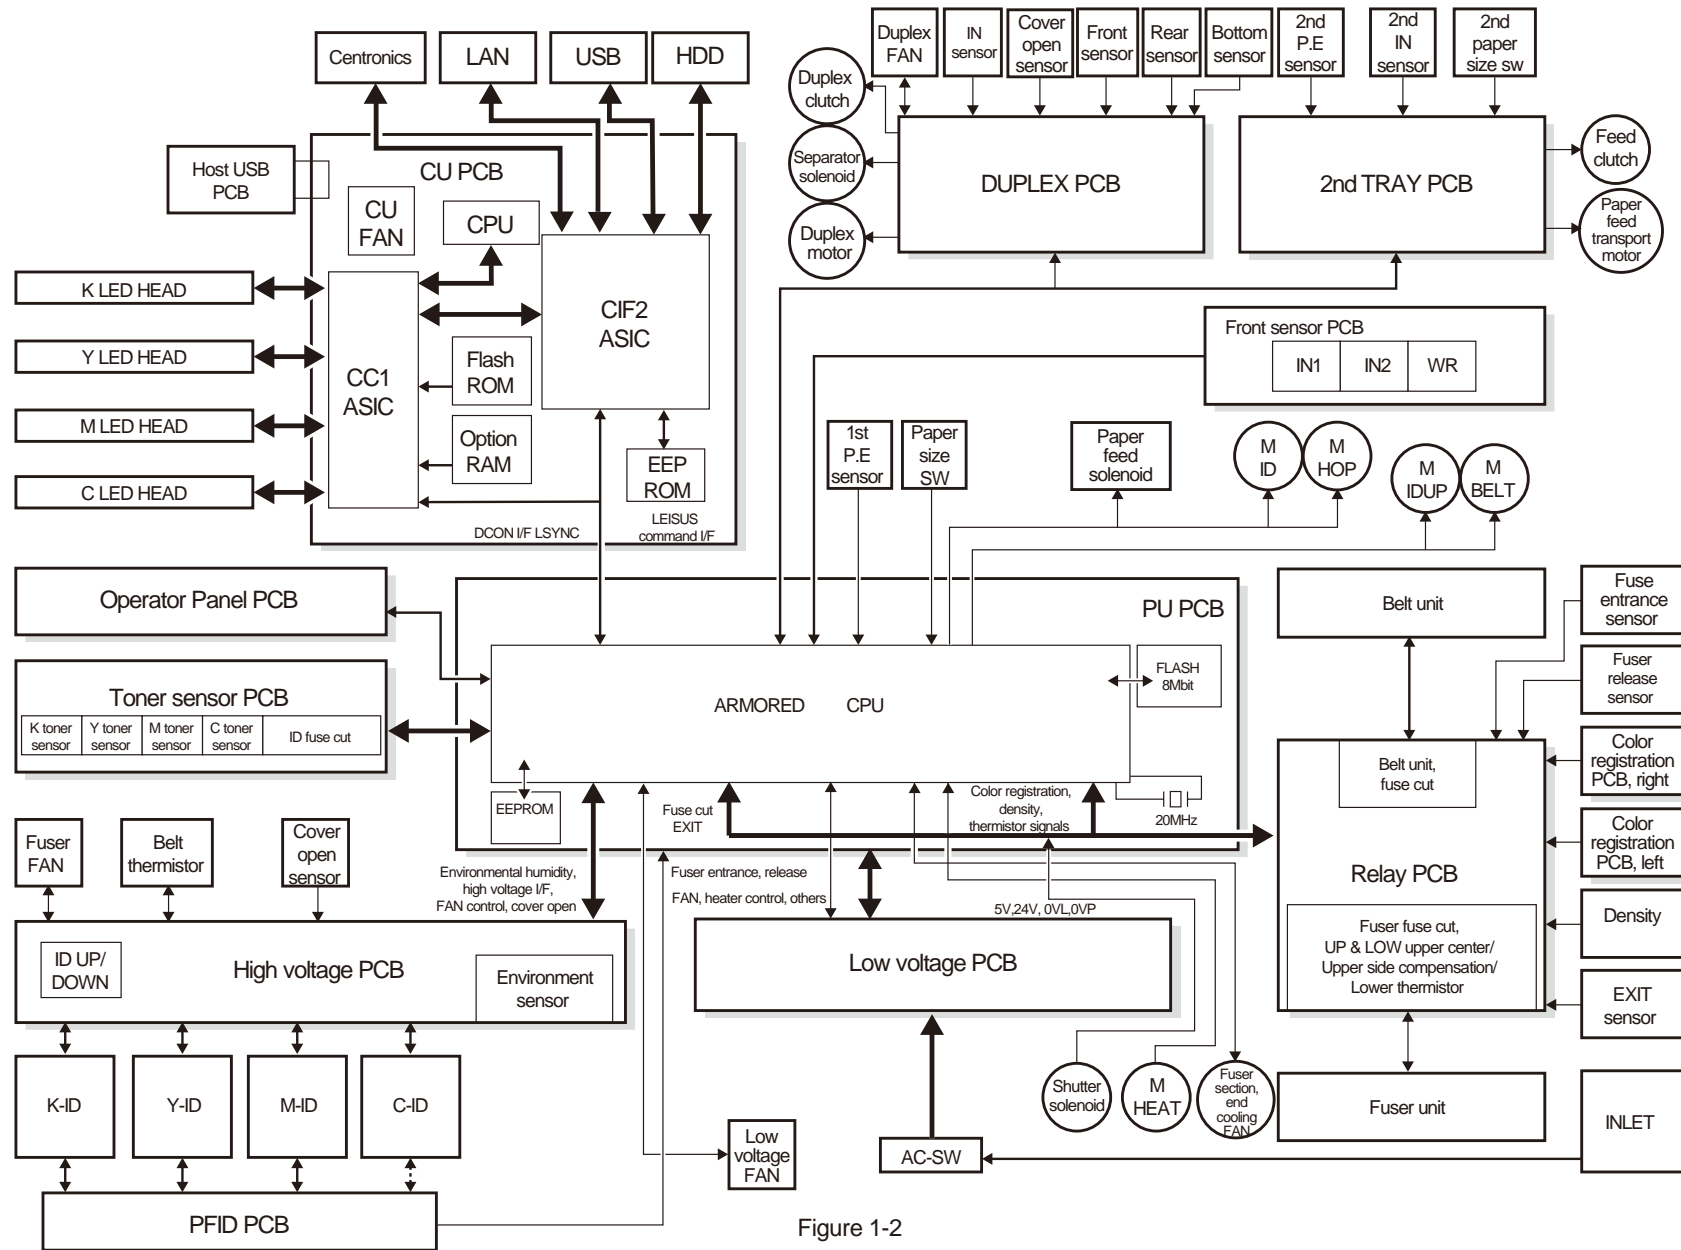 Centronics
LAN
USB
HDD
Duplex
FAN
IN
sensor
Cover
open
sensor
Front
sensor
Rear
sensor
Bottom
sensor
2nd
P.E
sensor
2nd
IN
sensor
2nd
paper
size sw
Duplex
clutch
Separator
solenoid
Duplex
motor
DUPLEX PCB
2nd TRAY PCB
Feed
clutch
Paper
feed
transport
motor
Host USB
PCB
CU PCB
CU
FAN
CPU
CIF2
ASIC
CC1
ASIC
Flash
ROM
Option
RAM
EEP
ROM
DCON I/F LSYNC
LEISUS
command I/F
K LED HEAD
Y LED HEAD
M LED HEAD
C LED HEAD
Front sensor PCB
IN1
IN2
WR
1st
P.E
sensor
Paper
size
SW
Paper
feed
solenoid
M
ID
M
HOP
M
IDUP
M
BELT
Operator Panel PCB
Toner sensor PCB
K toner
sensor
Y toner
sensor
M toner
sensor
C toner
sensor
ID fuse cut
PU PCB
ARMORED CPU
FLASH
8Mbit
EEPROM
Fuse cut
EXIT
Color registration,
density,
thermistor signals
20MHz
Belt unit
Fuse
entrance
sensor
Fuser
release
sensor
Color
registration
PCB, right
Color
registration
PCB, left
Density
EXIT
sensor
Belt unit,
fuse cut
Relay PCB
Fuser fuse cut,
UP & LOW upper center/
Upper side compensation/
Lower thermistor
Fuser unit
INLET
Fuser
FAN
Belt
thermistor
Cover
open
sensor
Environmental humidity,
high voltage I/F,
FAN control, cover open
Fuser entrance, release
FAN, heater control, others
5V,24V, 0VL,0VP
ID UP/
DOWN
High voltage PCB
Environment
sensor
Low voltage PCB
K-ID
Y-ID
M-ID
C-ID
PFID PCB
Low
voltage
FAN
AC-SW
Shutter
solenoid
M
HEAT
Fuser
section,
end
cooling
FAN
Figure 1-2